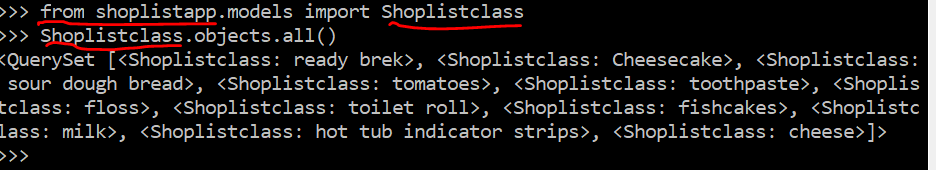 >>> from shoplistapp.models import Shoplistclass
>>> Shoplistclass.objects.all()
<QuerySet [<Shoplistclass: ready brek>, <Shoplistclass: Cheesecake>, <Shoplistclass:
 sour dough bread>, <Shoplistclass: tomatoes>, <Shoplistclass: toothpaste>, <Shoplis
tclass: floss>, <Shoplistclass: toilet roll>, <Shoplistclass: fishcakes>, <Shoplistc
lass: milk>, <Shoplistclass: hot tub indicator strips>, <Shoplistclass: cheese>]>
>>>